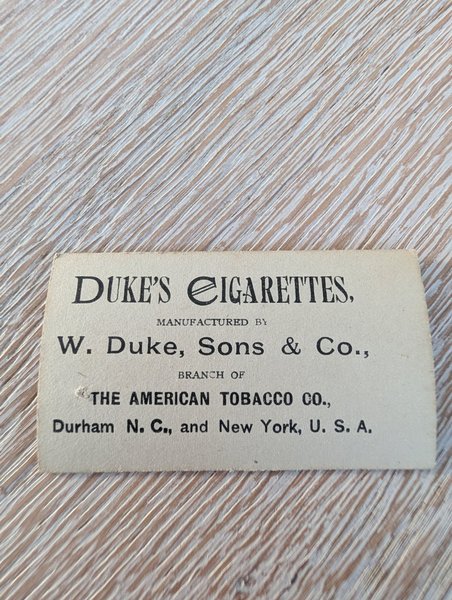 DUKE'S CIGARETTES,
MANUFACTURED BY
W. Duke, Sons & Co.,
BRANCH OF
THE AMERICAN TOBACCO CO.,
Durham N. C., and New York, U. S. A.